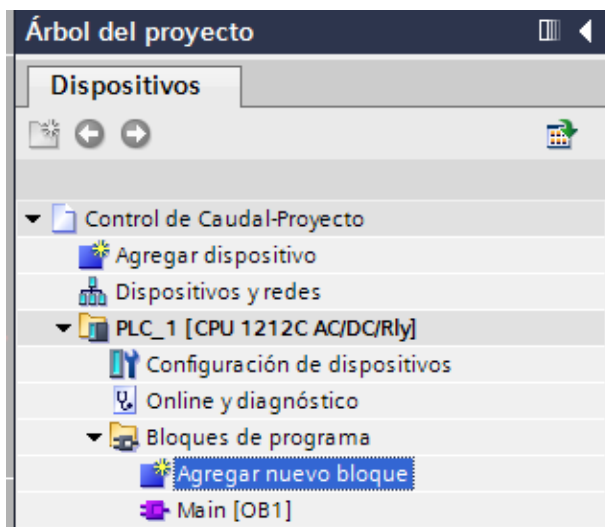 Árbol del proyecto
Dispositivos
Control de Caudal-Proyecto
Agregar dispositivo
Dispositivos y redes
PLC_1 [CPU 1212C AC/DC/Rly]
Configuración de dispositivos
Online y diagnóstico
Bloques de programa
Agregar nuevo bloque
Main [OB1]